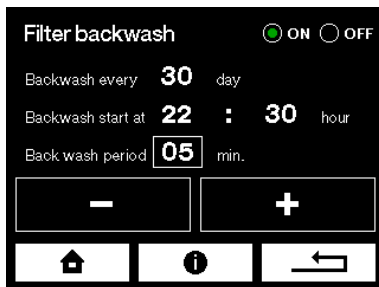 Filter backwash ON OFF
Backwash every 30 day
Backwash start at 22 : 30 hour
Back wash period 05 min.
- +
i